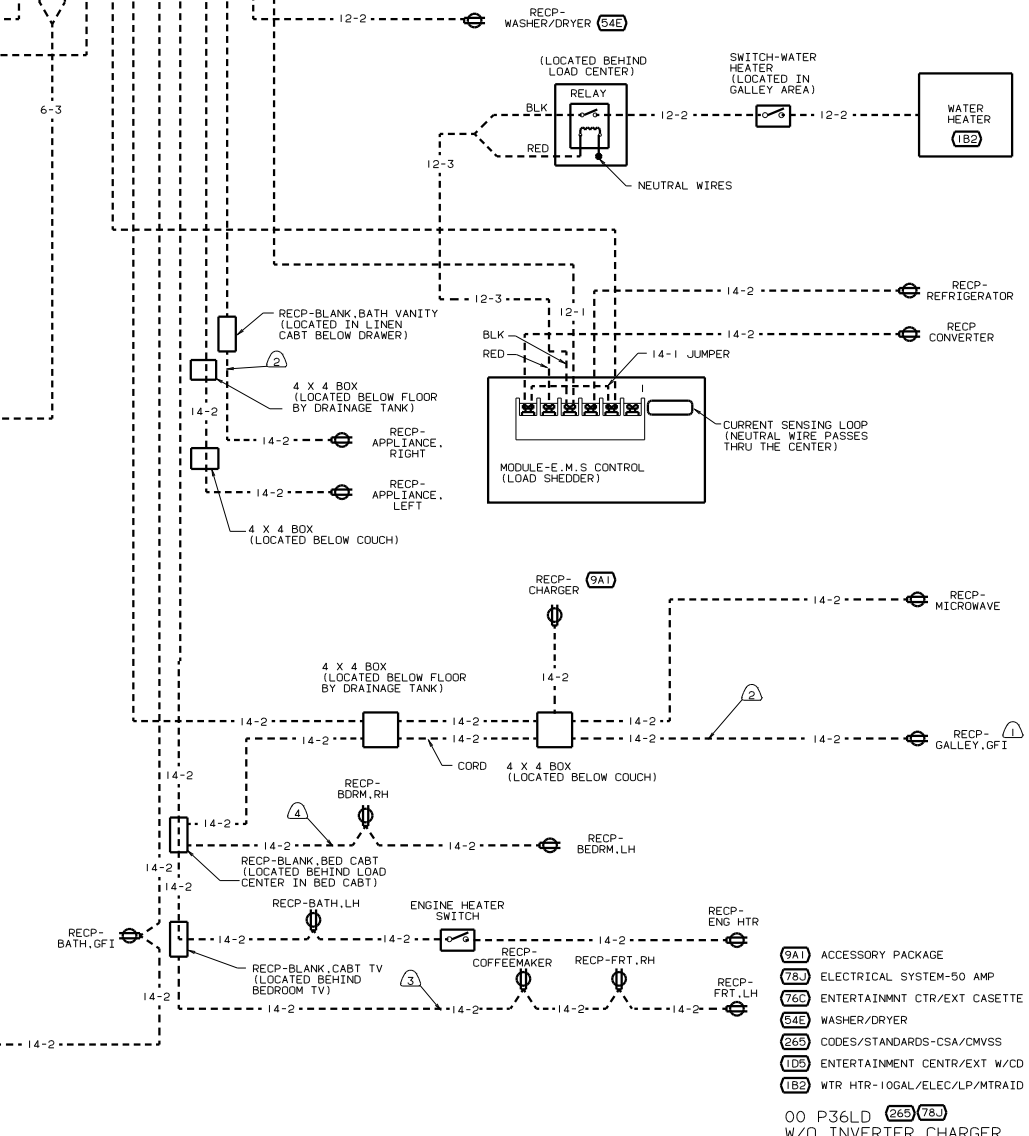 12-2
RECP-
WASHER/DRYER 54E
(LOCATED BEHIND
LOAD CENTER)
RELAY
SWITCH-WATER
HEATER
(LOCATED IN
GALLEY AREA)
6-3
BLK
12-2
12-2
WATER
HEATER
1B2
RED
12-3
NEUTRAL WIRES
14-2
RECP-
REFRIGERATOR
12-3
12-1
RECP-BLANK,BATH VANITY
(LOCATED IN LINEN
CABT BELOW DRAWER)
BLK
14-2
RECP
CONVERTER
RED
14-1 JUMPER
2
4 X 4 BOX
(LOCATED BELOW FLOOR
BY DRAINAGE TANK)
1
14-2
14-2
RECP-
APPLIANCE,
RIGHT
CURRENT SENSING LOOP
(NEUTRAL WIRE PASSES
THRU THE CENTER)
MODULE-E.M.S CONTROL
(LOAD SHEDDER)
14-2
RECP-
APPLIANCE,
LEFT
4 X 4 BOX
(LOCATED BELOW COUCH)
RECP-
CHARGER 9A1
14-2
RECP-
MICROWAVE
4 X 4 BOX
(LOCATED BELOW FLOOR
BY DRAINAGE TANK)
14-2
2
14-2
14-2
14-2
14-2
14-2
14-2
14-2
RECP-
GALLEY,GFI
1
CORD
4 X 4 BOX
(LOCATED BELOW COUCH)
14-2
RECP-
BDRM,RH
4
14-2
14-2
14-2
RECP-
BEDRM,LH
RECP-BLANK,BED CABT
(LOCATED BEHIND LOAD
CENTER IN BED CABT)
14-2
14-2
RECP-BATH,LH
ENGINE HEATER
SWITCH
RECP-
ENG HTR
RECP-
BATH,GFI
14-2
14-2
14-2
RECP-BLANK,CABT TV
(LOCATED BEHIND
BEDROOM TV)
RECP-
COFFEEMAKER
RECP-FRT,RH
3
RECP-
FRT,LH
14-2
14-2
14-2
14-2
14-2
14-2
9A1 ACCESSORY PACKAGE
78J ELECTRICAL SYSTEM-50 AMP
76C ENTERTAINMNT CTR/EXT CASETTE
54E WASHER/DRYER
265 CODES/STANDARDS-CSA/CMVSS
1D5 ENTERTAINMENT CENTR/EXT W/CD
1B2 WTR HTR-10GAL/ELEC/LP/MTRAID
00 P36LD 265 78J
W/O INVERTER CHARGER